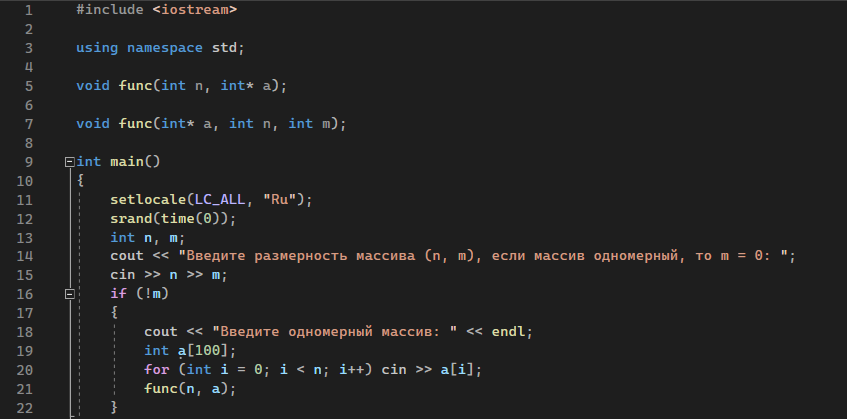 1 #include <iostream>
2
3 using namespace std;
4
5 void func(int n, int* a);
6
7 void func(int* a, int n, int m);
8
9 int main()
10 {
11 setlocale(LC_ALL, "Ru");
12 srand(time(0));
13 int n, m;
14 cout << "Введите размерность массива (n, m), если массив одномерный, то m = 0: ";
15 cin >> n >> m;
16 if (!m)
17 {
18 cout << "Введите одномерный массив: " << endl;
19 int a[100];
20 for (int i = 0; i < n; i++) cin >> a[i];
21 func(n, a);
22 }